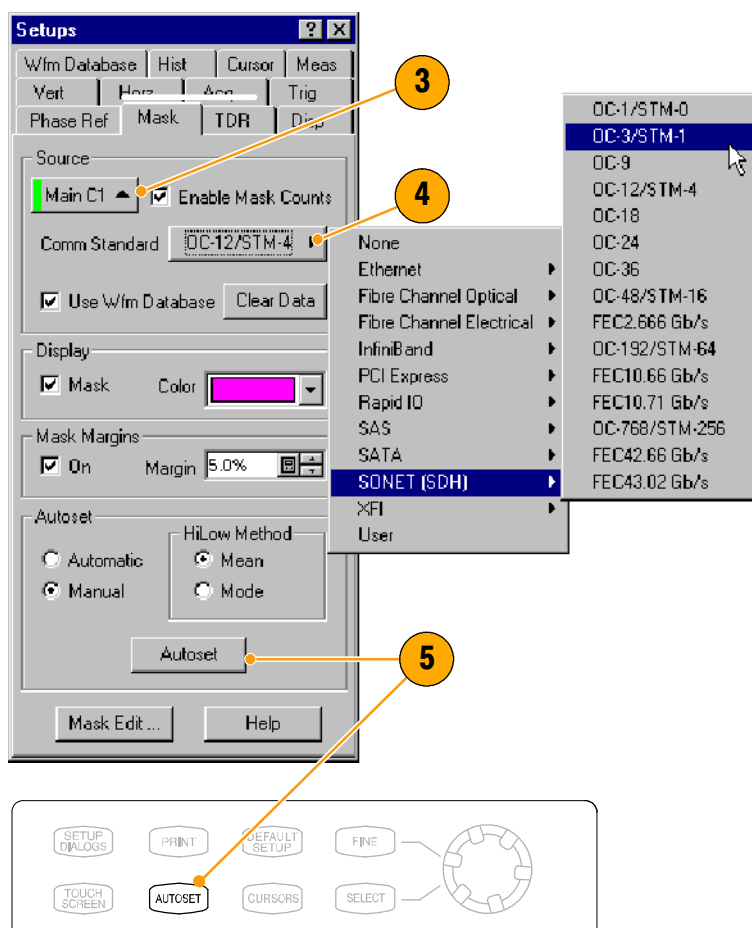 Setups
Wfm Database Hist Cursor Meas
Vert Horz Acq Trig
Phase Ref Mask TDR Disp
3
Source
Main C1 Enable Mask Counts
4
Comm Standard OC-12/STM-4
Use Wfm Database Clear Data
Display
Mask Color
Mask Margins
On Margin 5.0%
Autoset
HiLow Method
Automatic Mean
Manual Mode
Autoset
5
Mask Edit ... Help
None
Ethernet
Fibre Channel Optical
Fibre Channel Electrical
InfiniBand
PCI Express
Rapid IO
SAS
SATA
SONET (SDH)
XFI
User
OC-1/STM-0
OC-3/STM-1
OC-9
OC-12/STM-4
OC-18
OC-24
OC-36
OC-48/STM-16
FEC2.666 Gb/s
OC-192/STM-64
FEC10.66 Gb/s
FEC10.71 Gb/s
OC-768/STM-256
FEC42.66 Gb/s
FEC43.02 Gb/s
SETUP
DIALOGS
PRINT
DEFAULT
SETUP
FINE
TOUCH
SCREEN
AUTOSET
CURSORS
SELECT